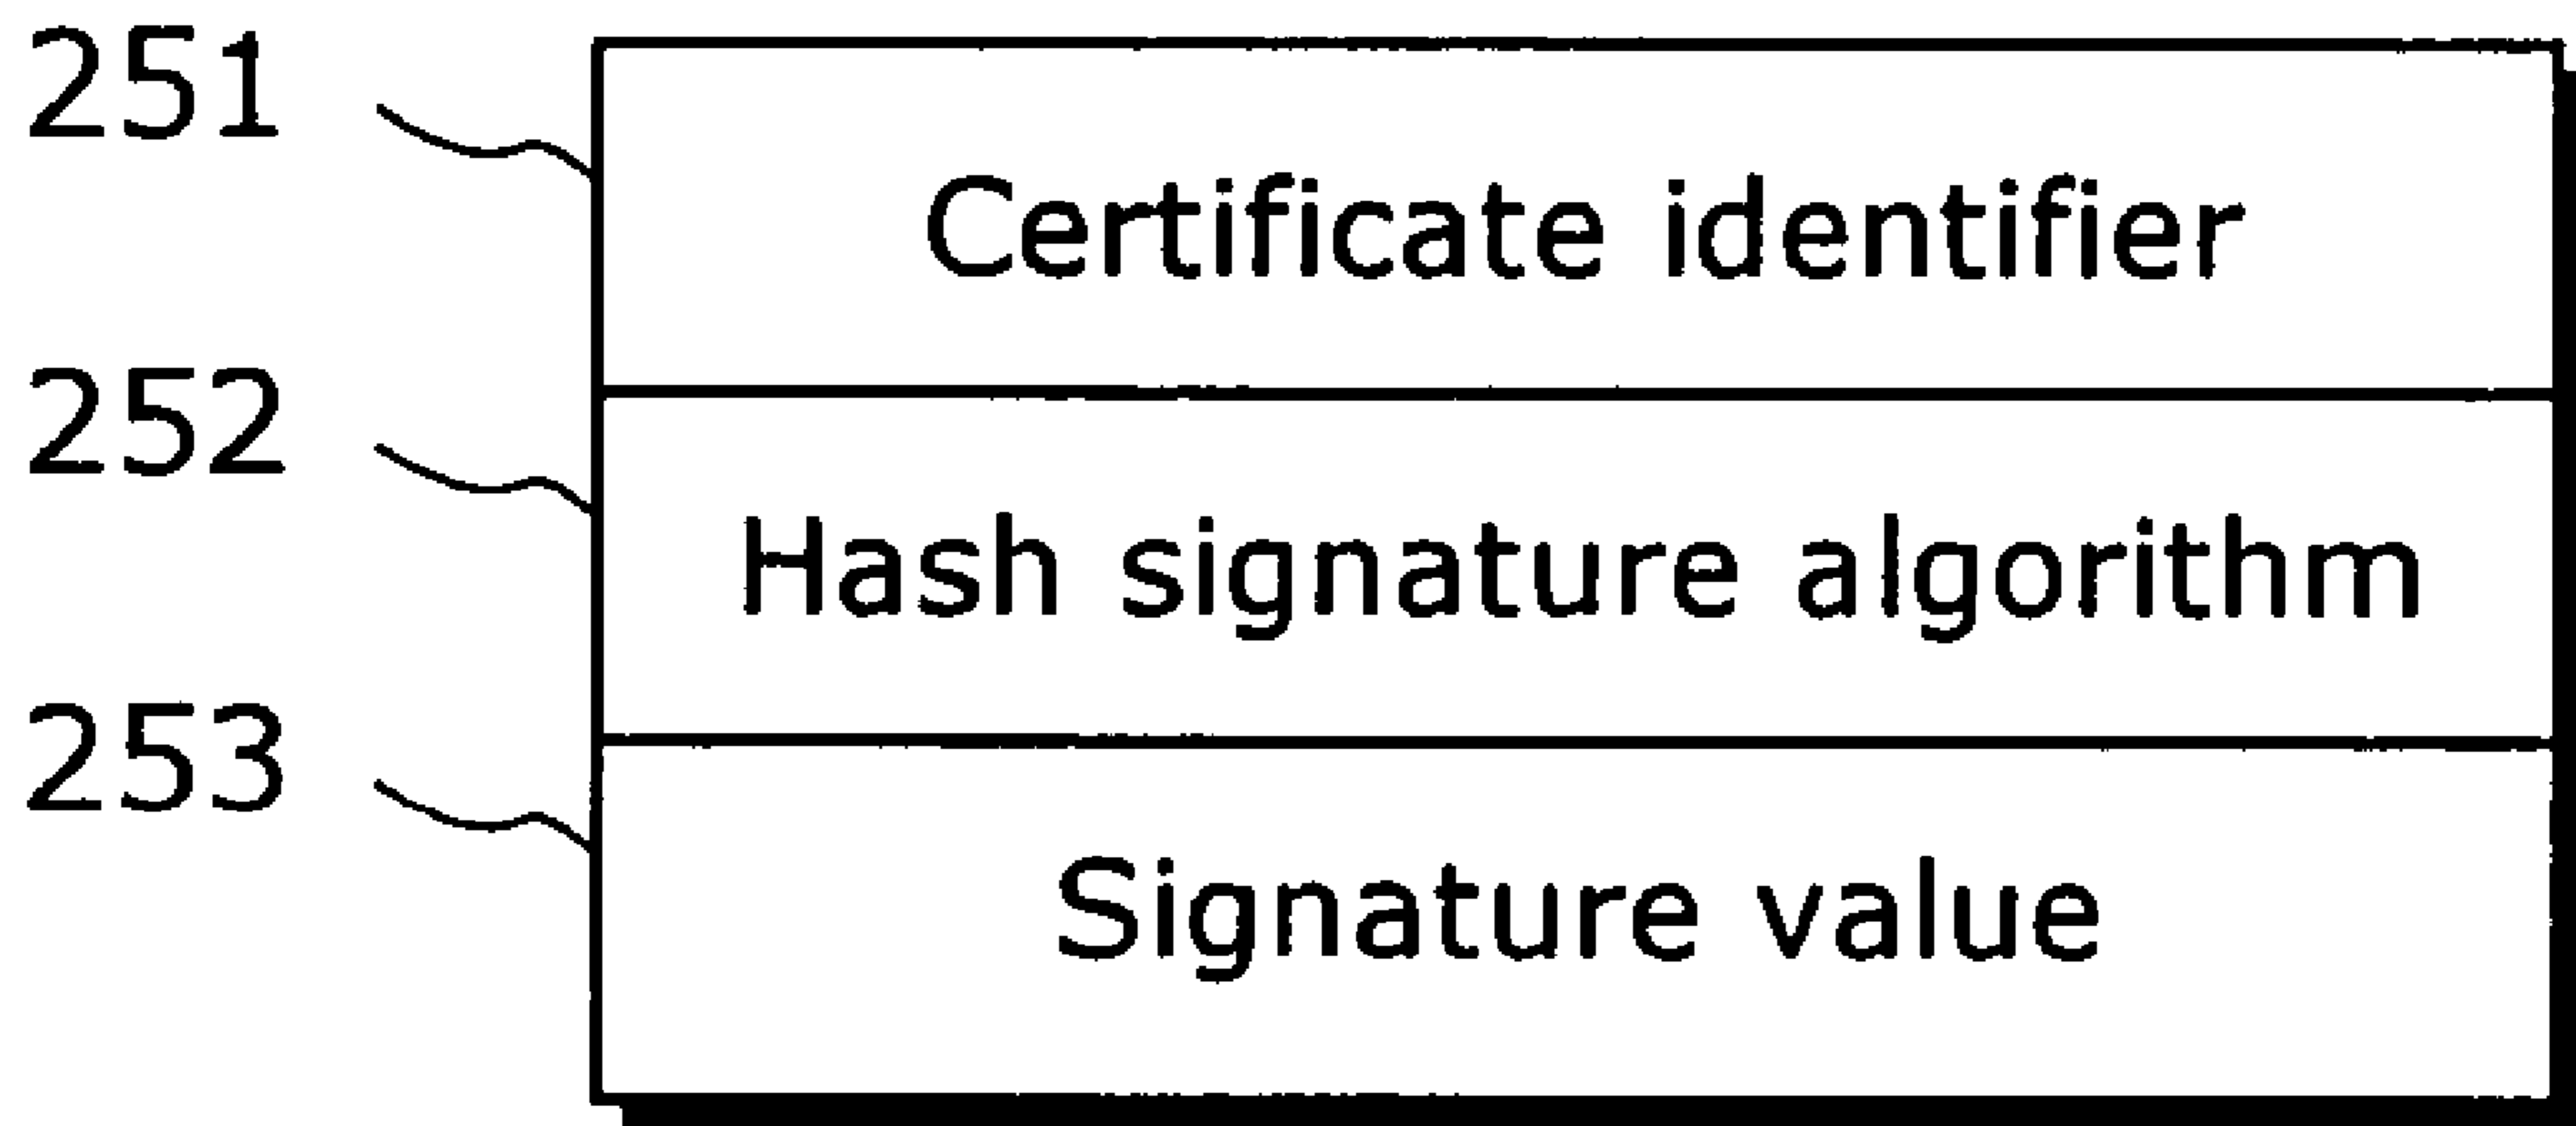 251
Certificate identifier
252
Hash signature algorithm
253
Signature value